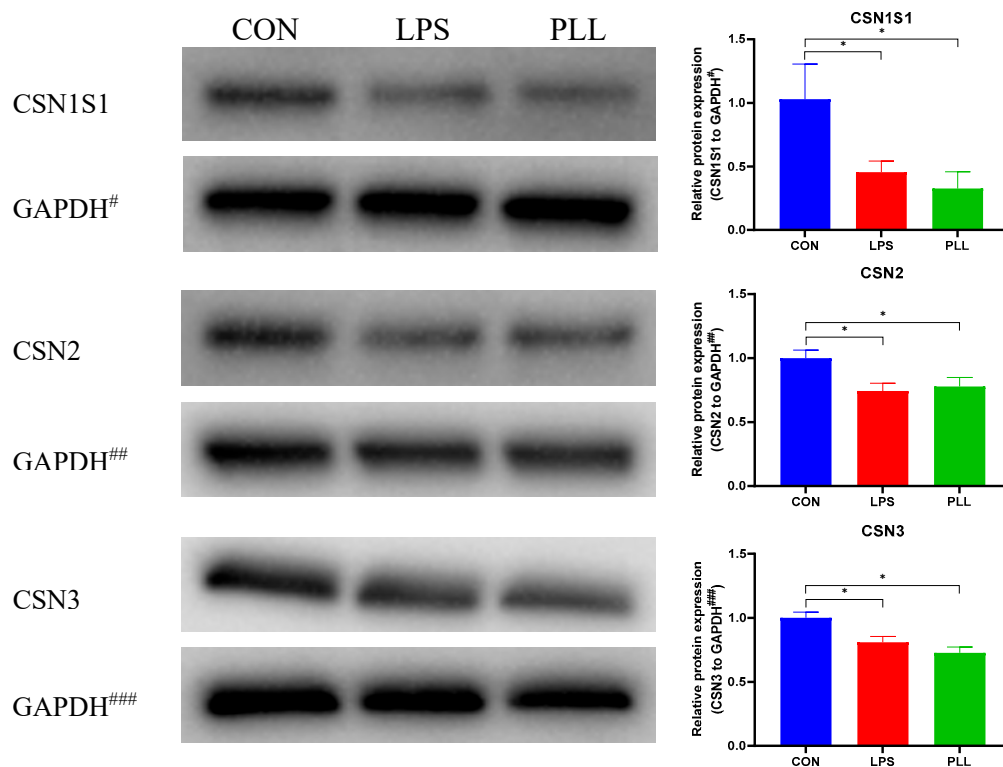 CON LPS PLL
CSN1S1
GAPDH#
CSN2
GAPDH##
CSN3
GAPDH###
CSN1S1
Relative protein expression
(CSN1S1 to GAPDH#)
1.5
1.0
0.5
0.0
*
*
CON LPS PLL
CSN2
Relative protein expression
(CSN2 to GAPDH##)
1.5
1.0
0.5
0.0
*
*
CON LPS PLL
CSN3
Relative protein expression
(CSN3 to GAPDH###)
1.5
1.0
0.5
0.0
*
*
CON LPS PLL